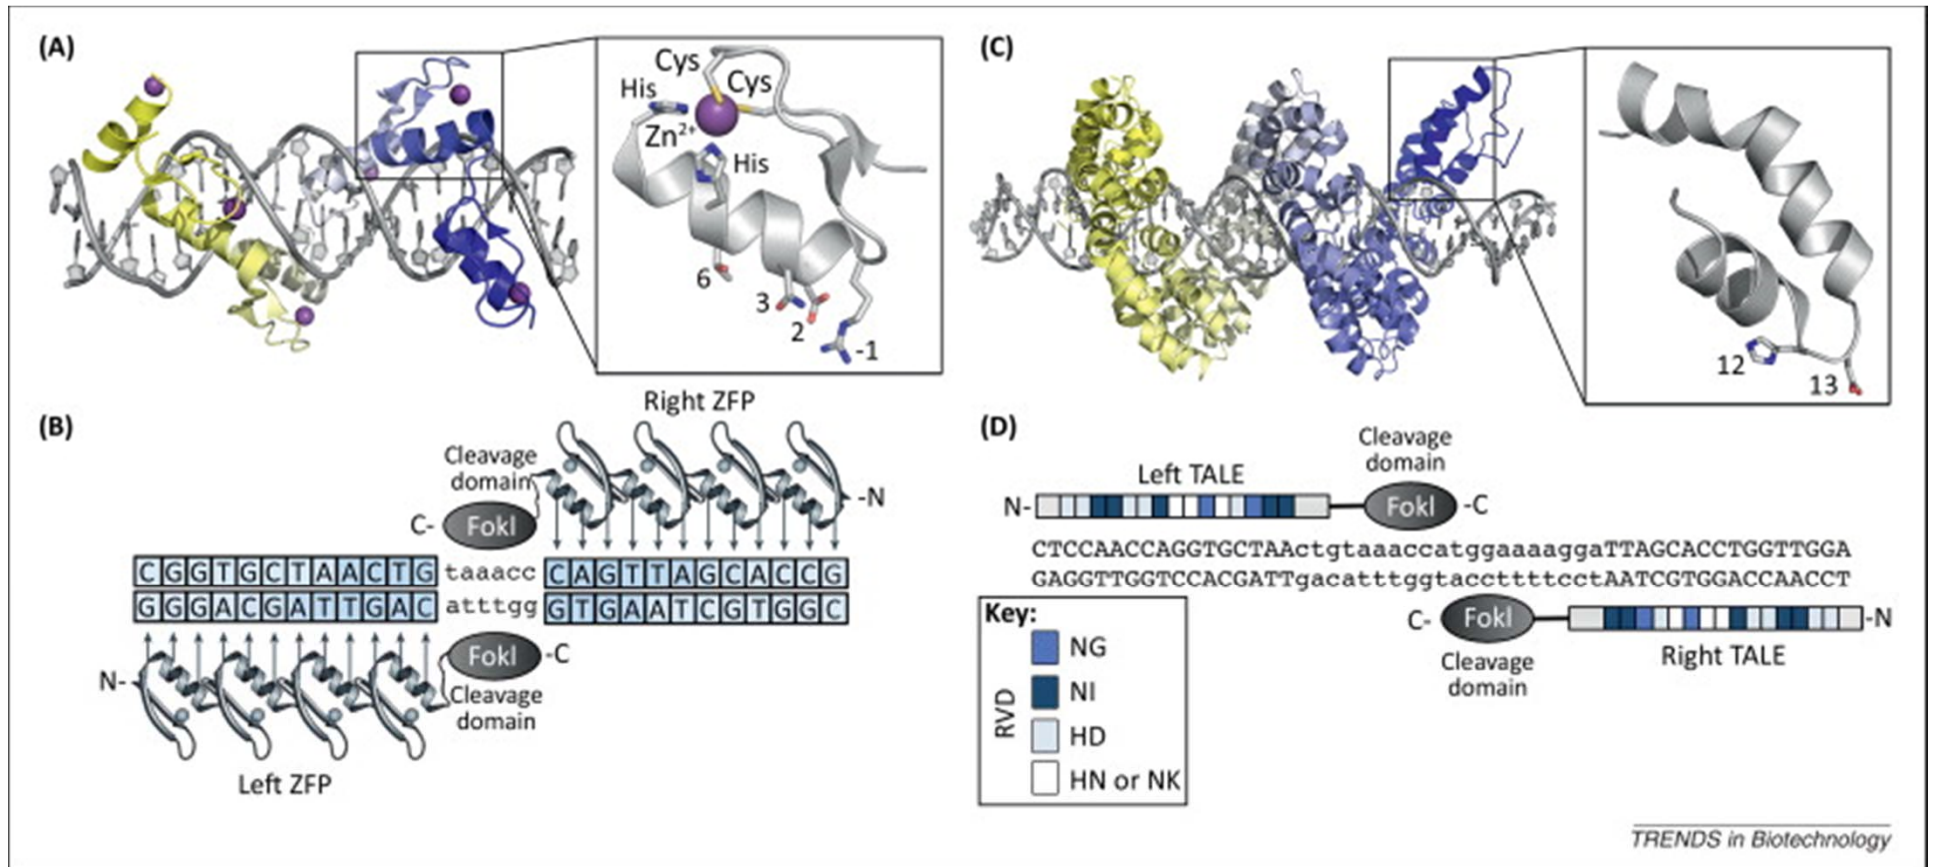 (A)
Cys
Cys
His
Zn2+
His
6
3
2
-1
(B)
Right ZFP
Cleavage
domain
-N
C- FokI
CGGTGCTAACTG taaacc CAGTTAGCACCG
GGGACGATTGAC atttgg GTGAATCGTGGC
FokI -C
N-
Cleavage
domain
Left ZFP
(C)
12
13
(D)
Cleavage
domain
Left TALE
N- FokI -C
CTCCAACCAGGTGCTAActgtaaaccatggaaaaggaTTAGCACCTGGTTGGA
GAGGTTGGTCCACGATTgacatttggtaccttttcctAATCGTGGACCAACCT
C- FokI -N
Cleavage
domain
Right TALE
Key:
RVD
NG
NI
HD
HN or NK
TRENDS in Biotechnology